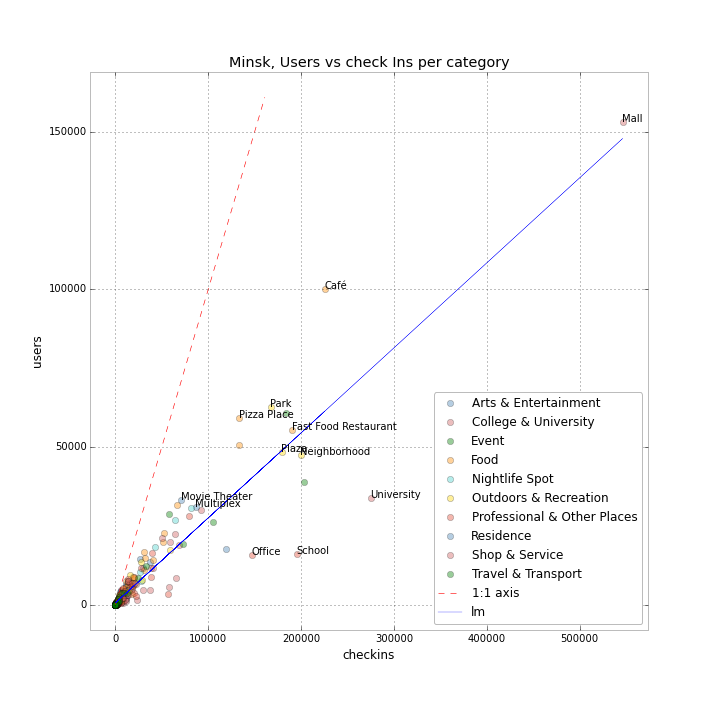 Minsk, Users vs check Ins per category
150000
100000
50000
0
users
Mall
Café
Park
Pizza Place
Fast Food Restaurant
Plaza
Neighborhood
Movie Theater
Multiplex
University
Office
School
Arts & Entertainment
College & University
Event
Food
Nightlife Spot
Outdoors & Recreation
Professional & Other Places
Residence
Shop & Service
Travel & Transport
1:1 axis
lm
0 100000 200000 300000 400000 500000
checkins